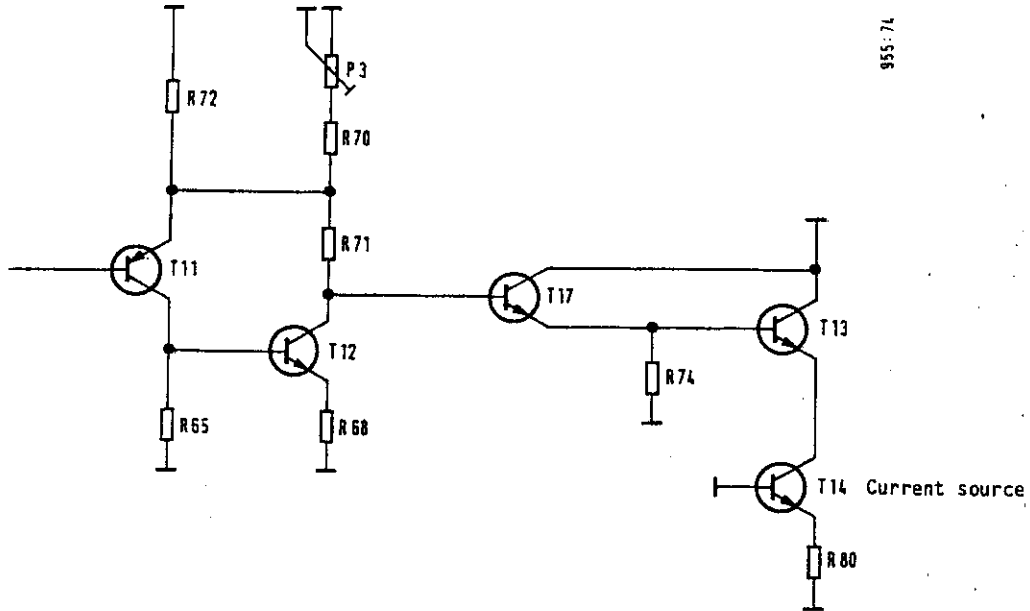 955:74
P3
R72
R70
R71
T11
T17
T13
T12
R74
R65
R68
T14 Current source
R80